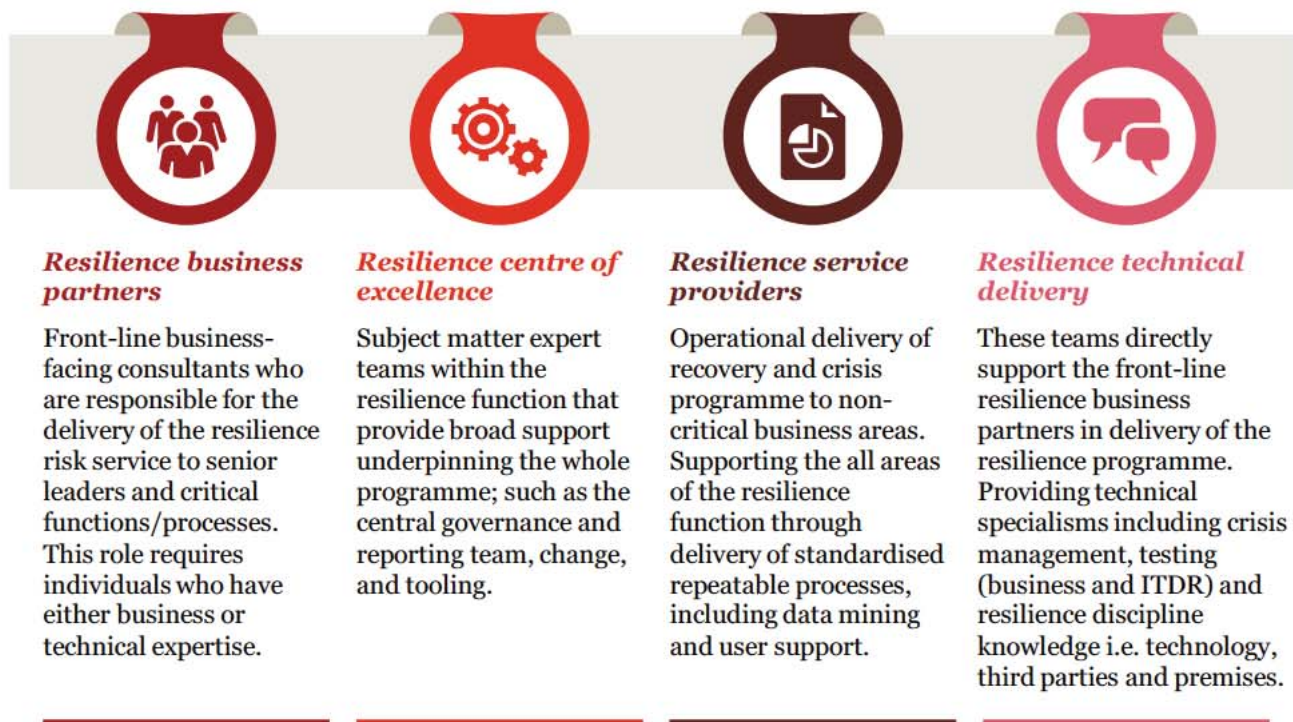 Resilience business
partners
Front-line business-
facing consultants who
are responsible for the
delivery of the resilience
risk service to senior
leaders and critical
functions/processes.
This role requires
individuals who have
either business or
technical expertise.
Resilience centre of
excellence
Subject matter expert
teams within the
resilience function that
provide broad support
underpinning the whole
programme; such as the
central governance and
reporting team, change,
and tooling.
Resilience service
providers
Operational delivery of
recovery and crisis
programme to non-
critical business areas.
Supporting the all areas
of the resilience
function through
delivery of standardised
repeatable processes,
including data mining
and user support.
Resilience technical
delivery
These teams directly
support the front-line
resilience business
partners in delivery of the
resilience programme.
Providing technical
specialisms including crisis
management, testing
(business and ITDR) and
resilience discipline
knowledge i.e. technology,
third parties and premises.